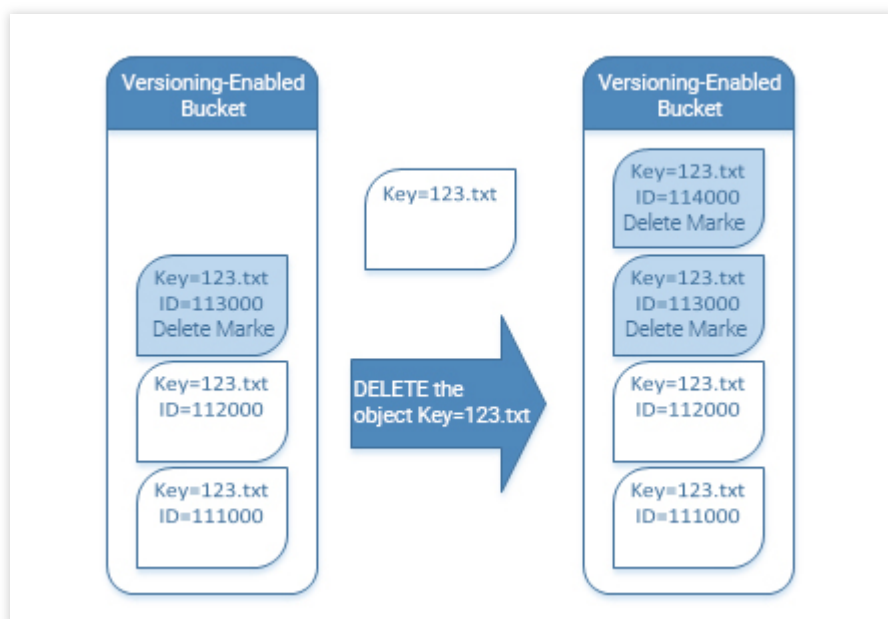 Versioning-Enabled
Bucket
Key=123.txt
ID=113000
Delete Marke
Key=123.txt
ID=112000
Key=123.txt
ID=111000
Key=123.txt
DELETE the
object Key=123.txt
Versioning-Enabled
Bucket
Key=123.txt
ID=114000
Delete Marke
Key=123.txt
ID=113000
Delete Marke
Key=123.txt
ID=112000
Key=123.txt
ID=111000